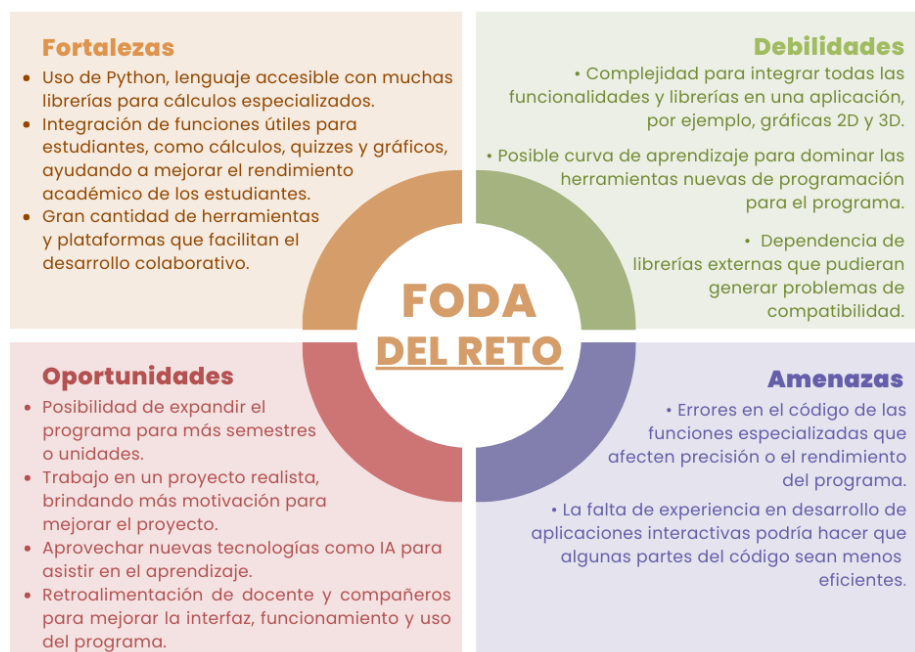 Fortalezas
• Uso de Python, lenguaje accesible con muchas
librerías para cálculos especializados.
• Integración de funciones útiles para
estudiantes, como cálculos, quizzes y gráficos,
ayudando a mejorar el rendimiento
académico de los estudiantes.
• Gran cantidad de herramientas
y plataformas que facilitan el
desarrollo colaborativo.
Debilidades
• Complejidad para integrar todas las
funcionalidades y librerías en una aplicación,
por ejemplo, gráficas 2D y 3D.
• Posible curva de aprendizaje para dominar las
herramientas nuevas de programación
para el programa.
• Dependencia de
librerías externas que pudieran
generar problemas de
compatibilidad.
FODA
DEL RETO
Oportunidades
• Posibilidad de expandir el
programa para más semestres
o unidades.
• Trabajo en un proyecto realista,
brindando más motivación para
mejorar el proyecto.
• Aprovechar nuevas tecnologías como IA para
asistir en el aprendizaje.
• Retroalimentación de docente y compañeros
para mejorar la interfaz, funcionamiento y uso
del programa.
Amenazas
• Errores en el código de las
funciones especializadas que
afecten precisión o el rendimiento
del programa.
• La falta de experiencia en desarrollo de
aplicaciones interactivas podría hacer que
algunas partes del código sean menos
eficientes.